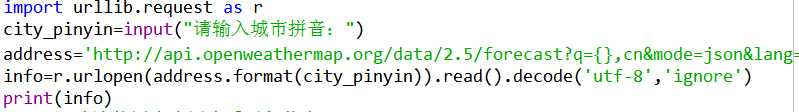 import urllib.request as r
city_pinyin=input("请输入城市拼音：")
address='http://api.openweathermap.org/data/2.5/forecast?q={},cn&mode=json&lang=
info=r.urlopen(address.format(city_pinyin)).read().decode('utf-8','ignore')
print(info)